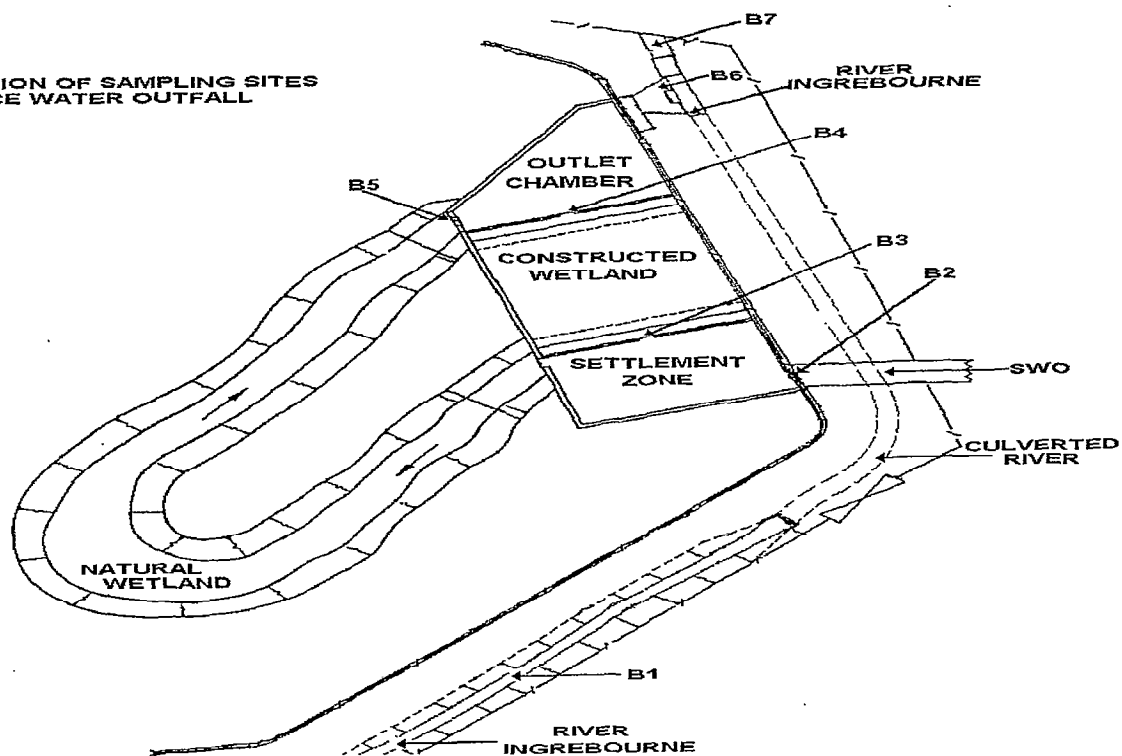 ION OF SAMPLING SITES
CE WATER OUTFALL
B7
B6
RIVER
INGREBOURNE
B4
OUTLET
CHAMBER
B5
B3
CONSTRUCTED
WETLAND
B2
SETTLEMENT
ZONE
SWO
CULVERTED
RIVER
NATURAL
WETLAND
B1
RIVER
INGREBOURNE